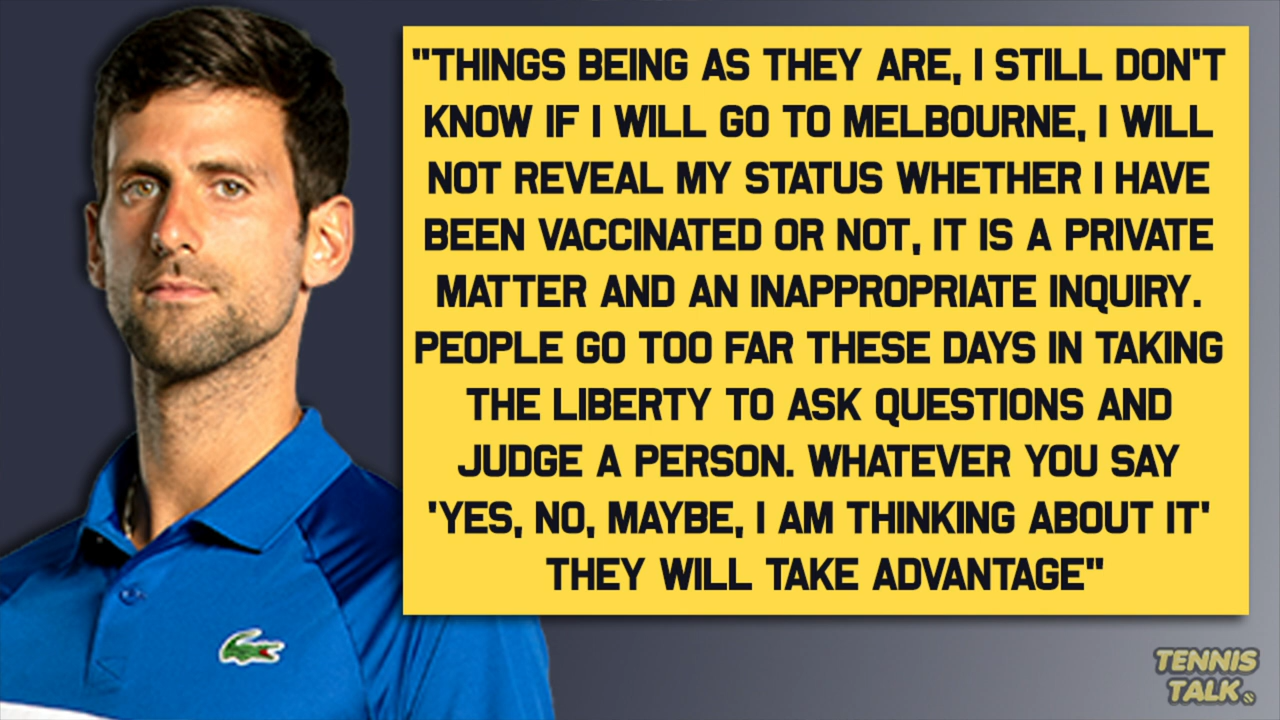 "THINGS BEING AS THEY ARE, I STILL DON'T
KNOW IF I WILL GO TO MELBOURNE, I WILL
NOT REVEAL MY STATUS WHETHER I HAVE
BEEN VACCINATED OR NOT, IT IS A PRIVATE
MATTER AND AN INAPPROPRIATE INQUIRY.
PEOPLE GO TOO FAR THESE DAYS IN TAKING
THE LIBERTY TO ASK QUESTIONS AND
JUDGE A PERSON. WHATEVER YOU SAY
'YES, NO, MAYBE, I AM THINKING ABOUT IT'
THEY WILL TAKE ADVANTAGE"
TENNIS
TALK